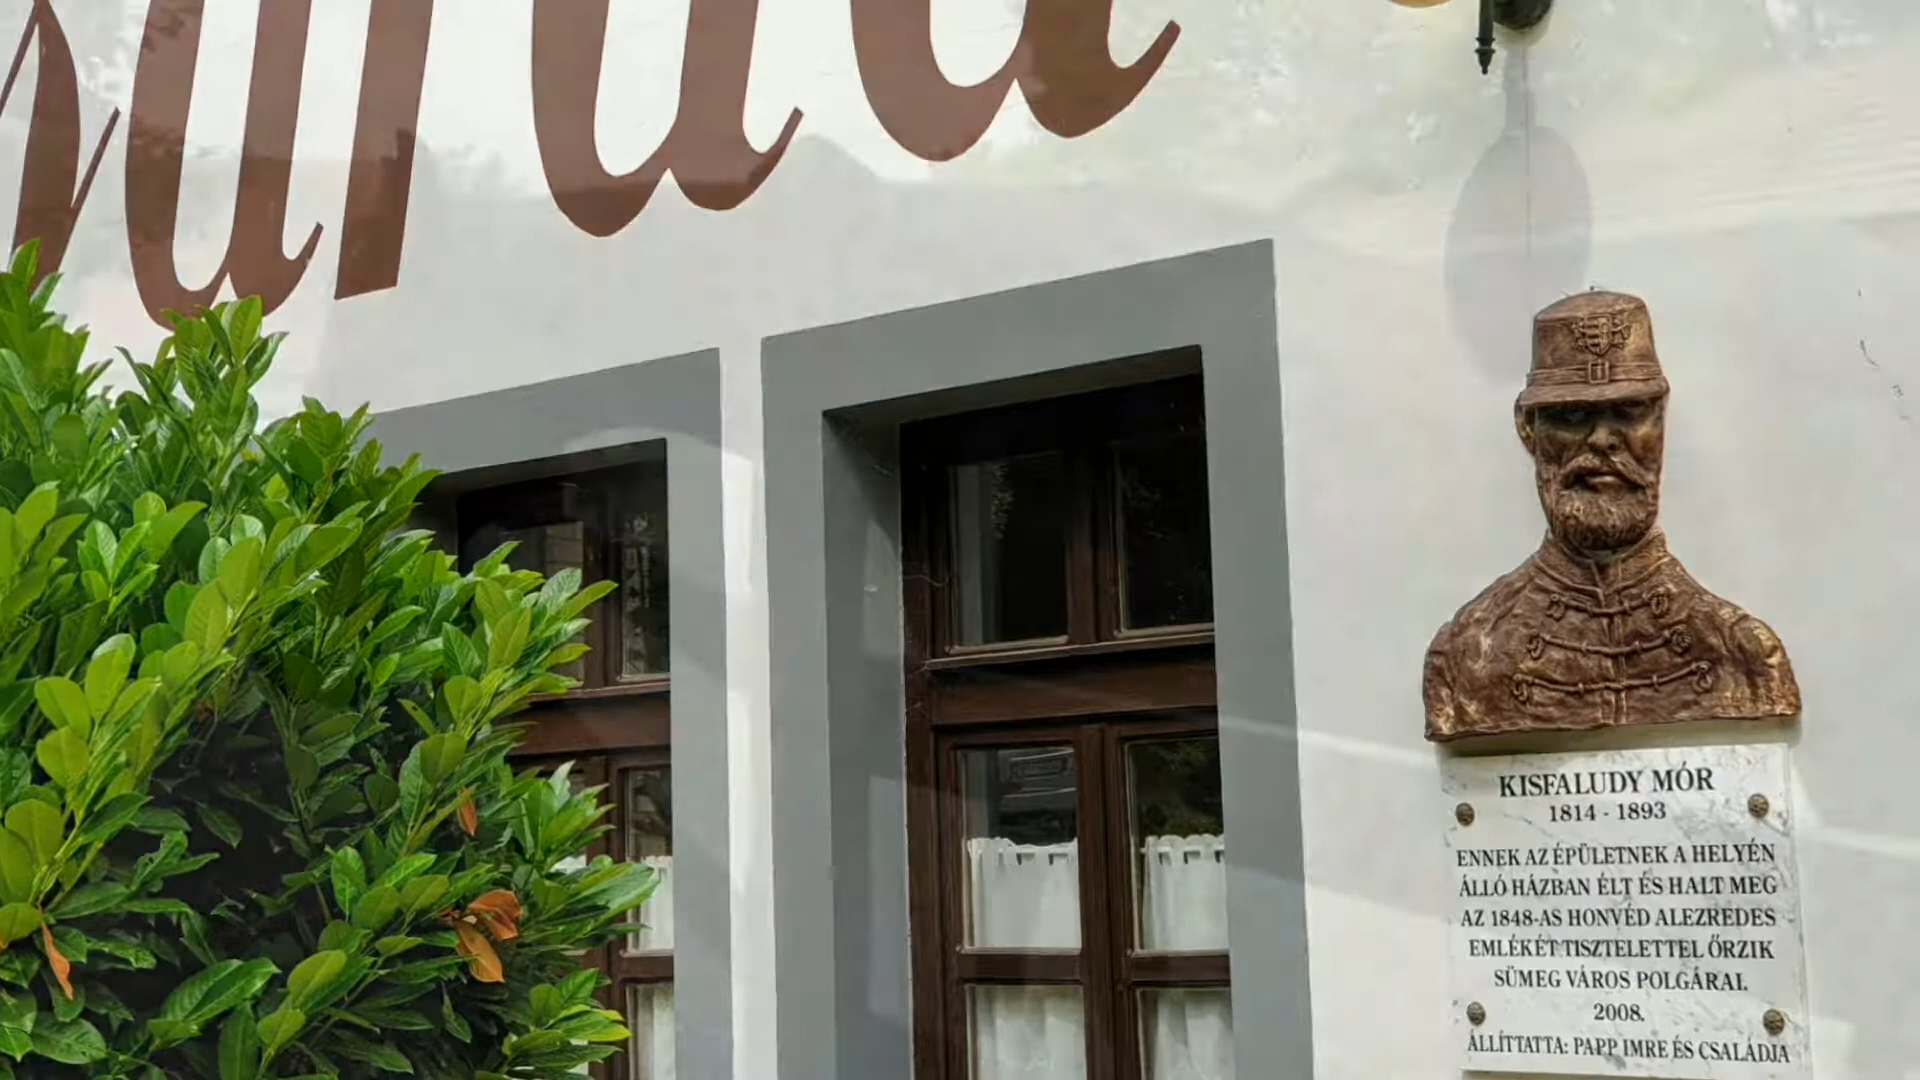 KISFALUDY MÓR
1814 - 1893
ENNEK AZ ÉPÜLETNEK A HELYÉN
ÁLLÓ HÁZBAN ÉLT ÉS HALT MEG
AZ 1848-AS HONVÉD ALEZREDES
EMLÉKÉT TISZTELETTEL ŐRZIK
SÜMEG VÁROS POLGÁRAI.
2008.
ÁLLÍTTATTA: PAPP IMRE ÉS CSALÁDJA